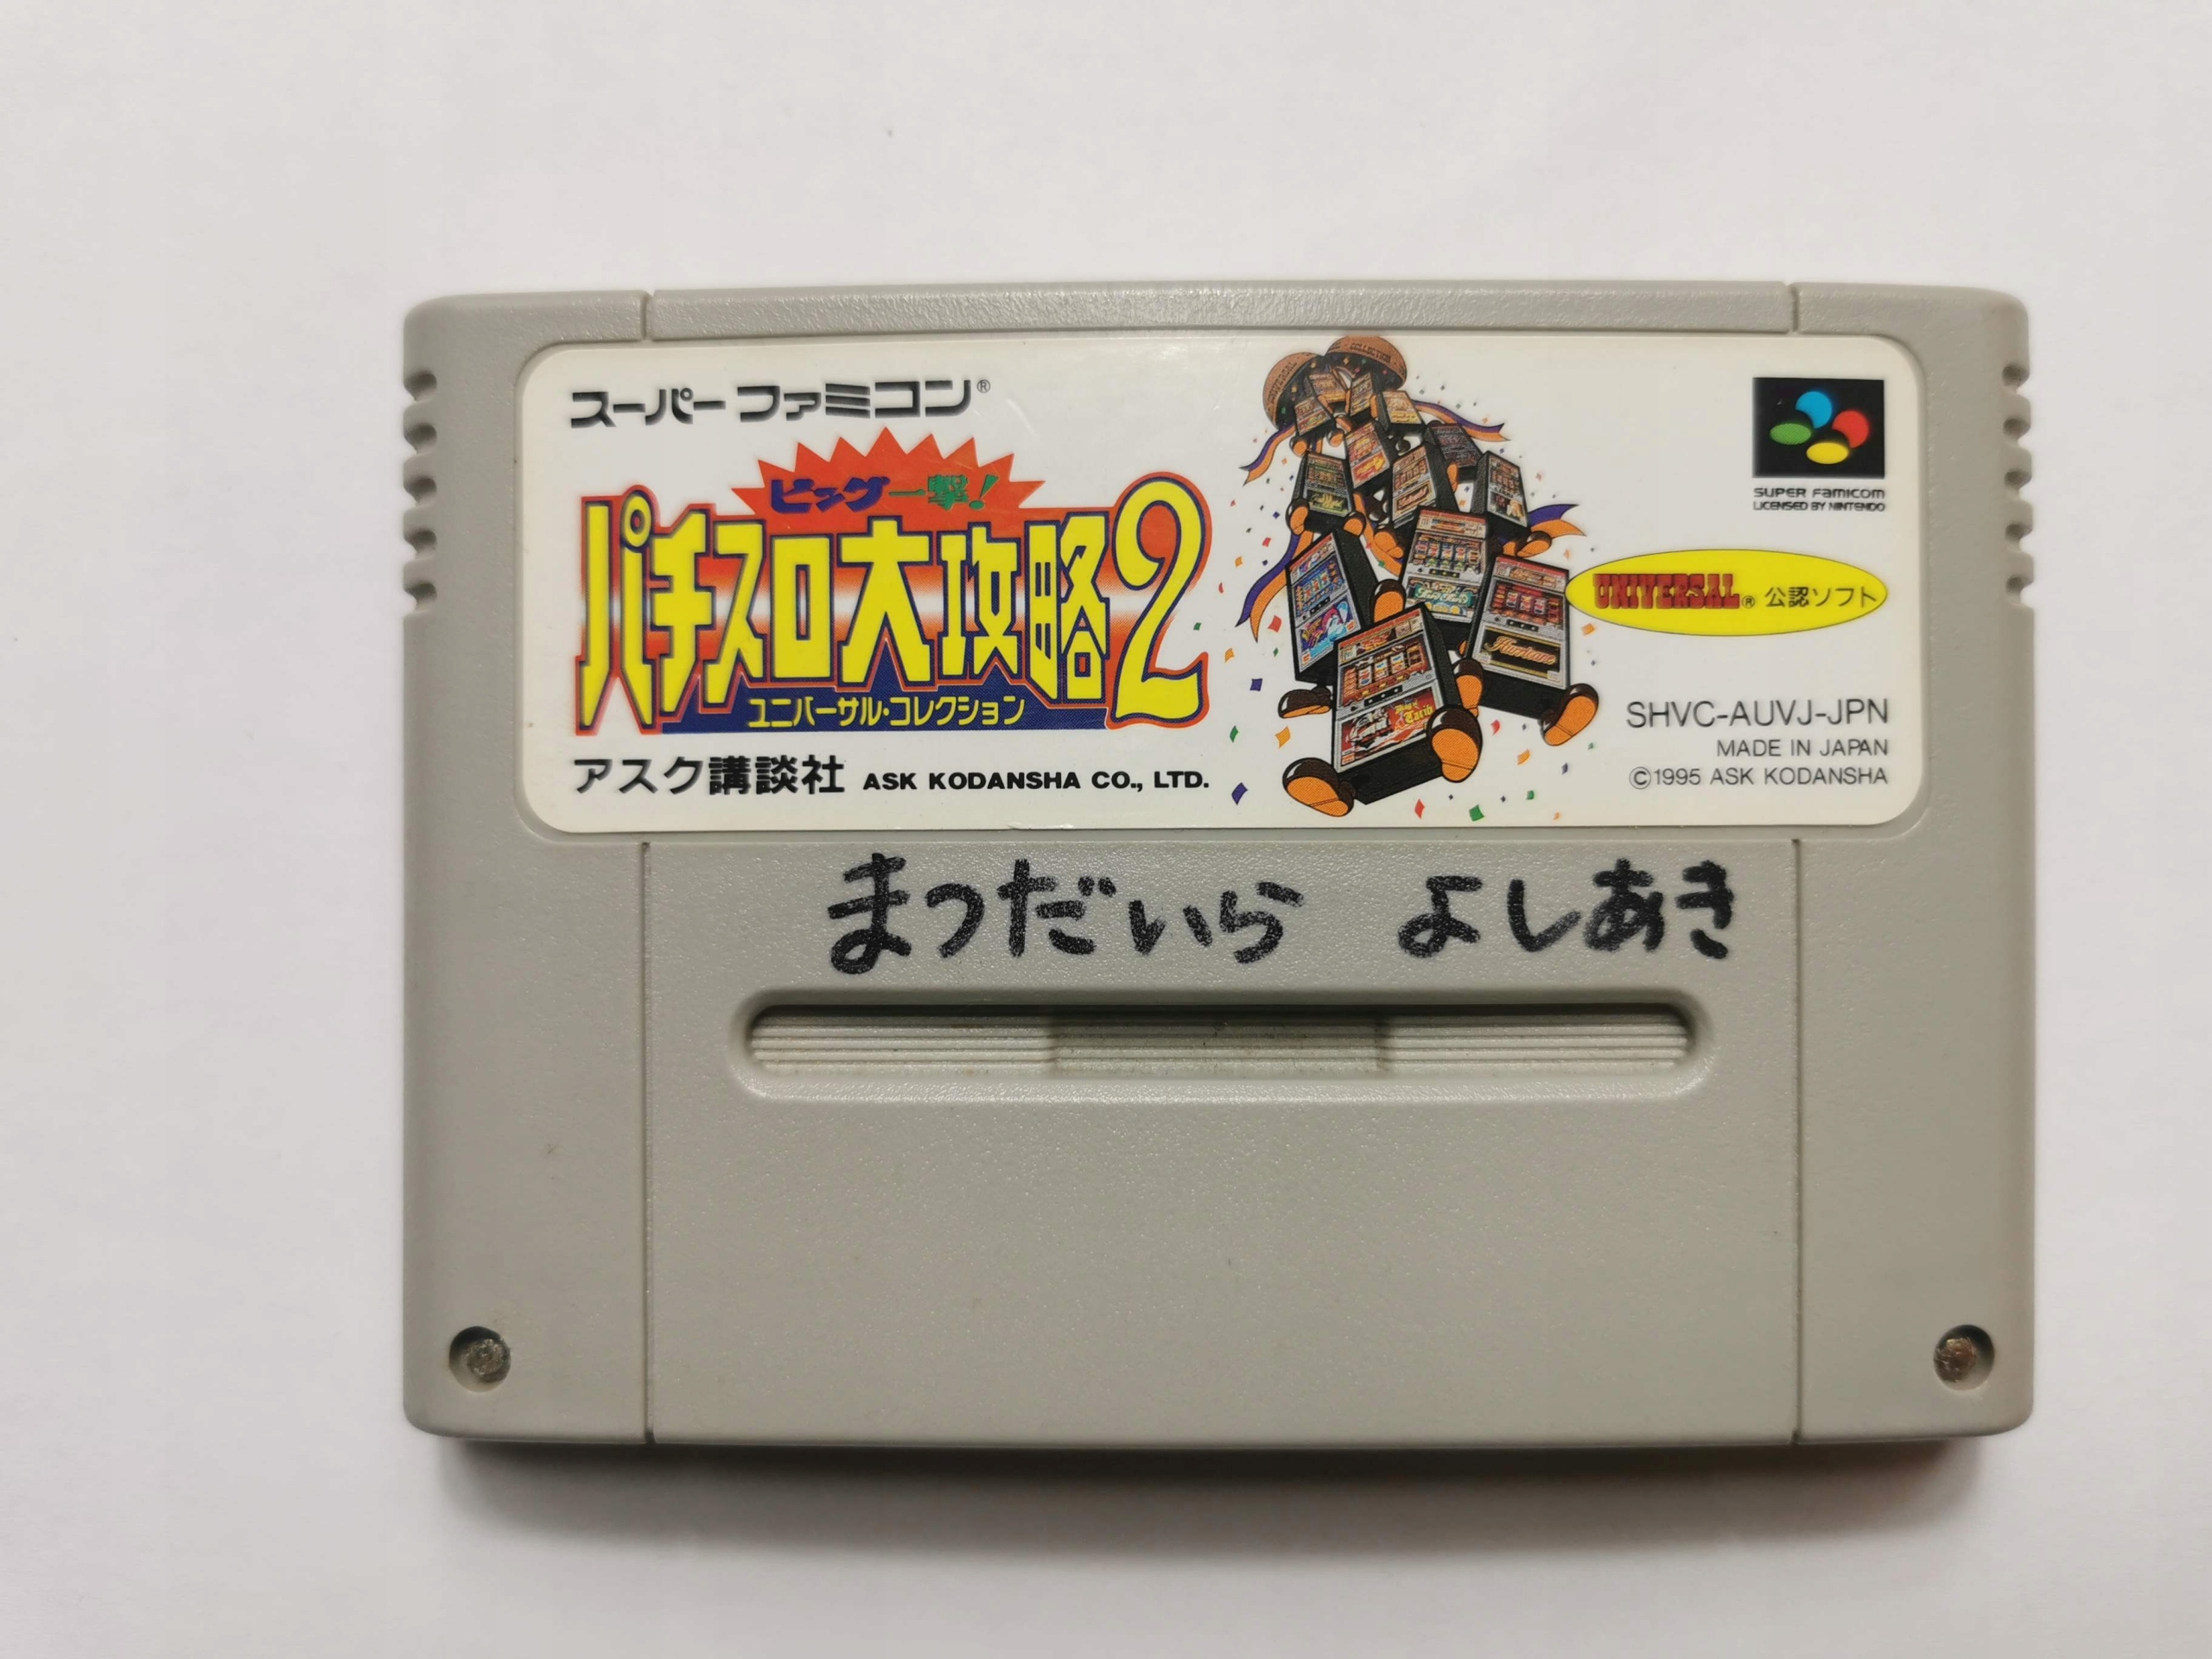 スーパーファミコン®
ビッグ一撃!
パチスロ大攻略2
ユニバーサル・コレクション
アスク講談社 ASK KODANSHA CO., LTD.
SUPER FAMICOM
LICENSED BY NINTENDO
UNIVERSAL® 公認ソフト
SHVC-AUVJ-JPN
MADE IN JAPAN
©1995 ASK KODANSHA
Hurricane
まつだいら よしあき